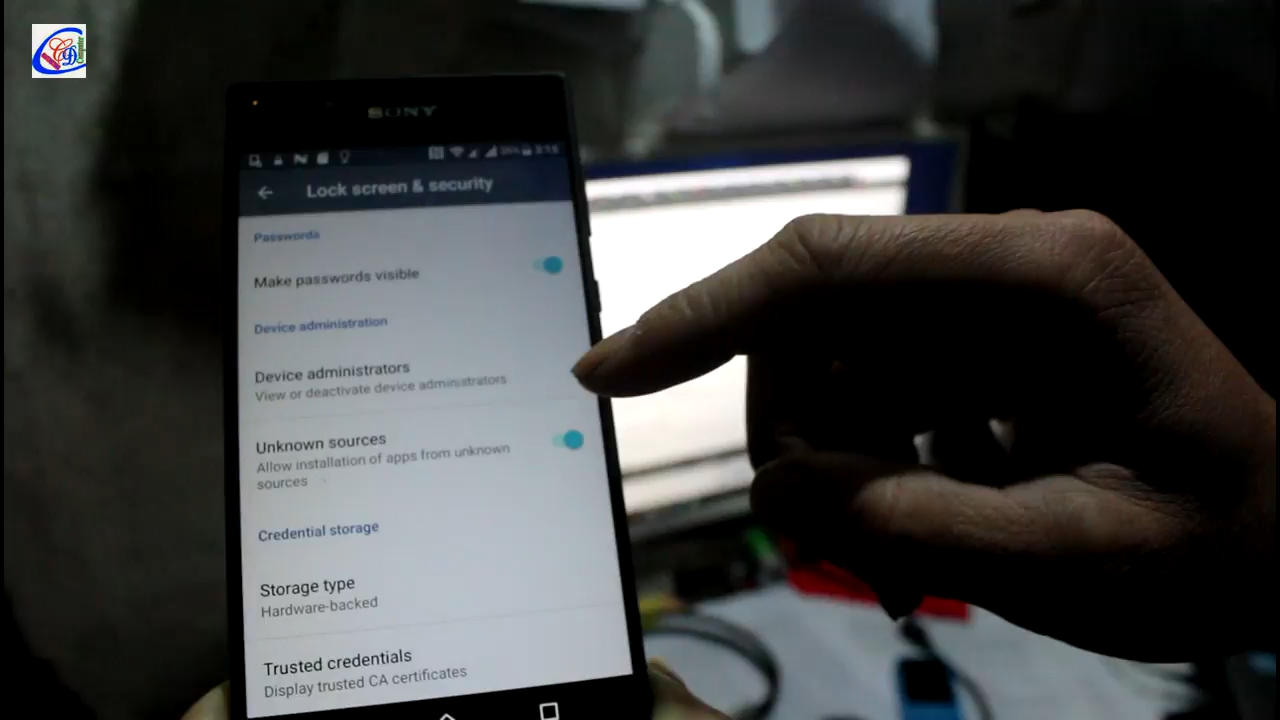 SONY
Lock screen & security
Passwords
Make passwords visible
Device administration
Device administrators
View or deactivate device administrators
Unknown sources
Allow installation of apps from unknown
sources
Credential storage
Storage type
Hardware-backed
Trusted credentials
Display trusted CA certificates